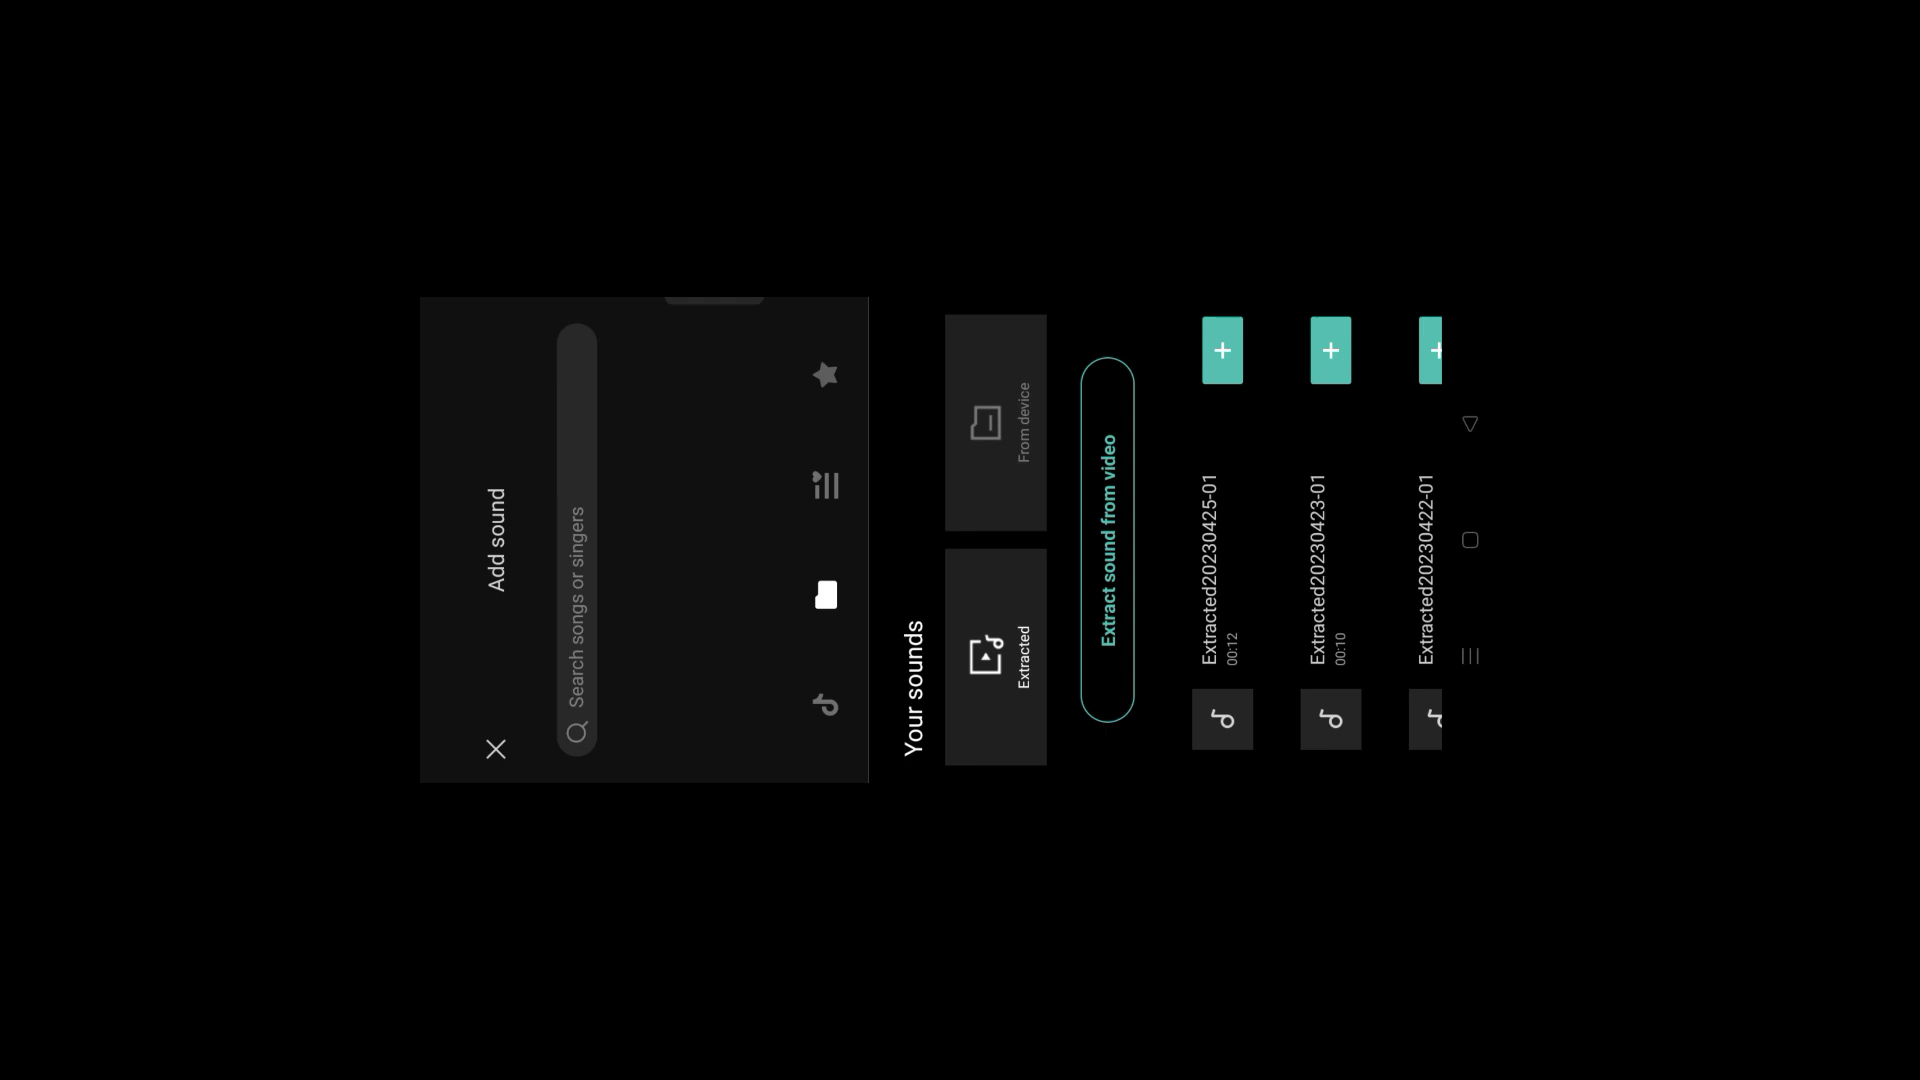 Add sound
Search songs or singers
Your sounds
Extracted
From device
Extract sound from video
Extracted20230425-01
00:12
Extracted20230423-01
00:10
Extracted20230422-01